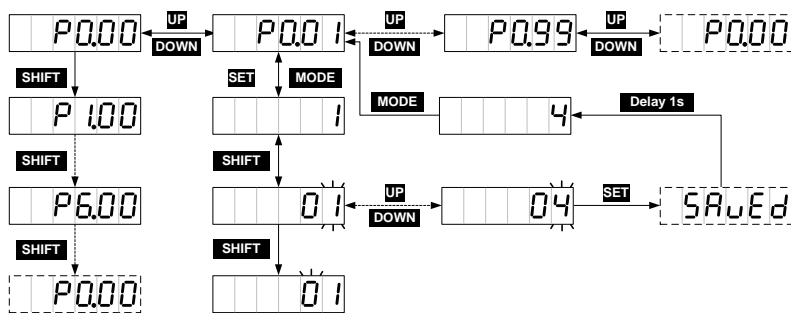 UP UP UP
P0.00 P0.01 P0.99 P0.00
DOWN DOWN DOWN
SHIFT SET MODE
MODE Delay 1s
P 1.00 1 4
SHIFT SHIFT
UP SET
P6.00 01 04 SAvEd
DOWN
SHIFT SHIFT
P0.00 01